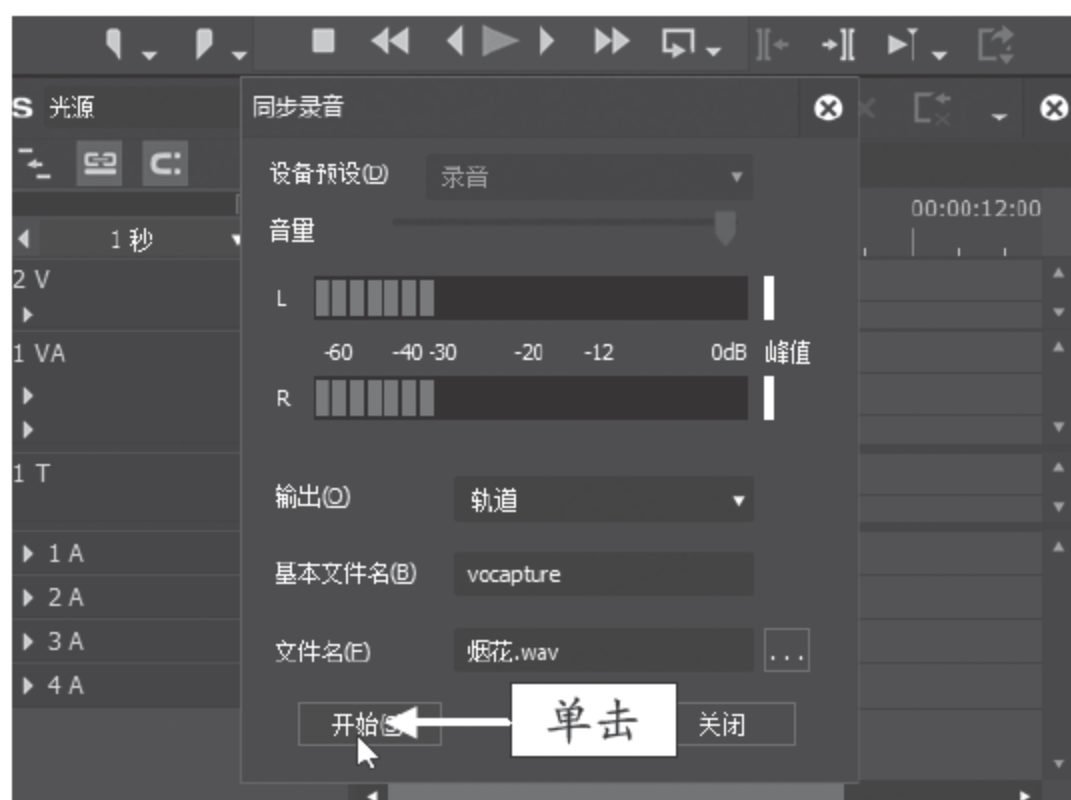 S 光源
同步录音
设备预设(D) 录音
音量
00:00:12:00
1 秒
2 V
L
1 VA
-60 -40 -30 -20 -12 0dB 峰值
R
1 T
输出(O) 轨道
1 A
基本文件名(B) vocapture
2 A
3 A
文件名(F) 烟花.wav ...
4 A
开始(S) 单击 关闭